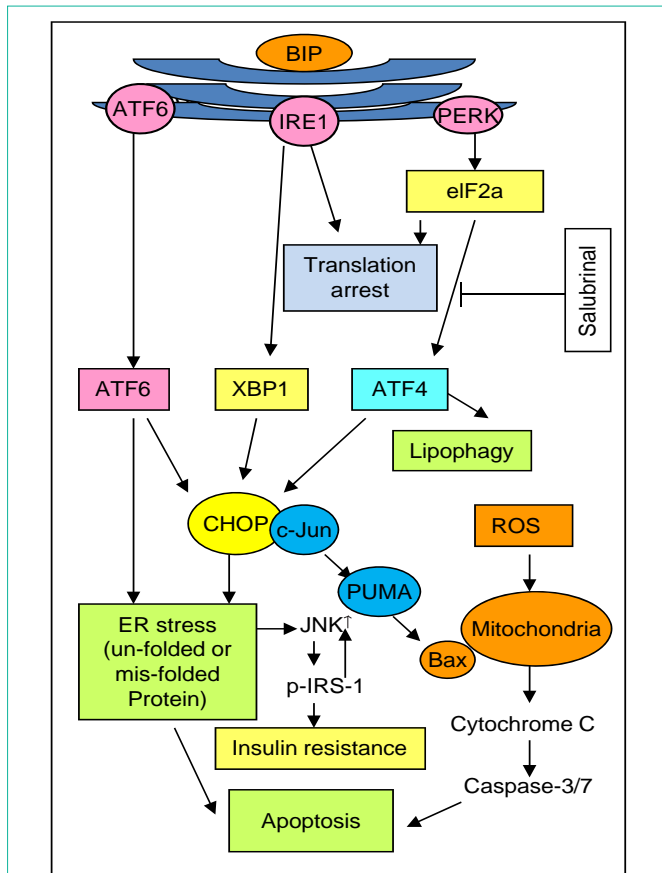 BIP
ATF6
IRE1
PERK
eIF2a
Translation
arrest
Salubrinal
ATF6
XBP1
ATF4
Lipophagy
CHOP
c-Jun
ROS
PUMA
ER stress
(un-folded or
mis-folded
Protein)
JNK↑
Bax
Mitochondria
p-IRS-1
Cytochrome C
Insulin resistance
Caspase-3/7
Apoptosis